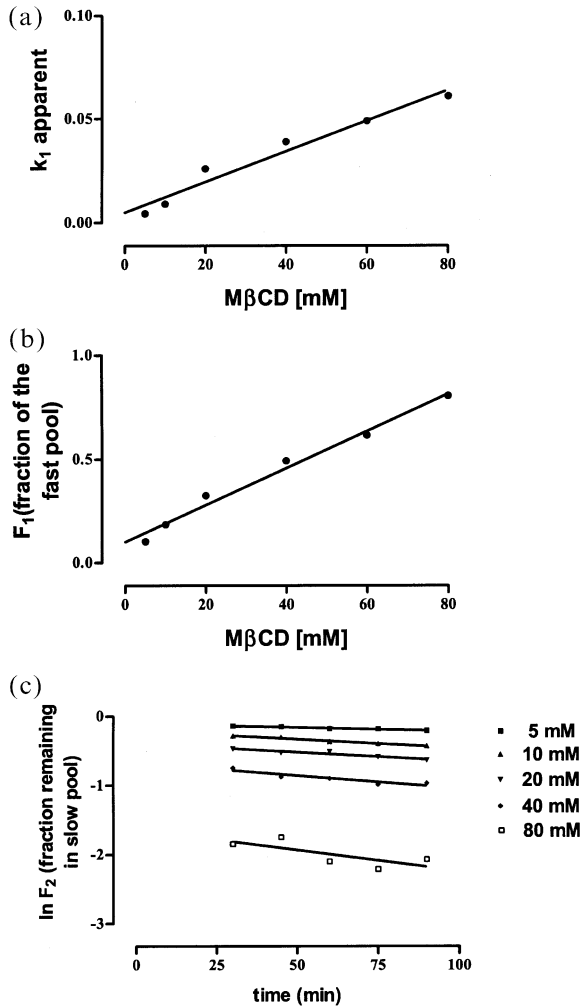 (a)
k1 apparent
0.10
0.05
0.00
0 20 40 60 80
MβCD [mM]
(b)
F1(fraction of the
fast pool)
1.0
0.5
0.0
0 20 40 60 80
MβCD [mM]
(c)
ln F2 (fraction remaining
in slow pool)
0
-1
-2
-3
0 25 50 75 100
time (min)
5 mM
10 mM
20 mM
40 mM
80 mM